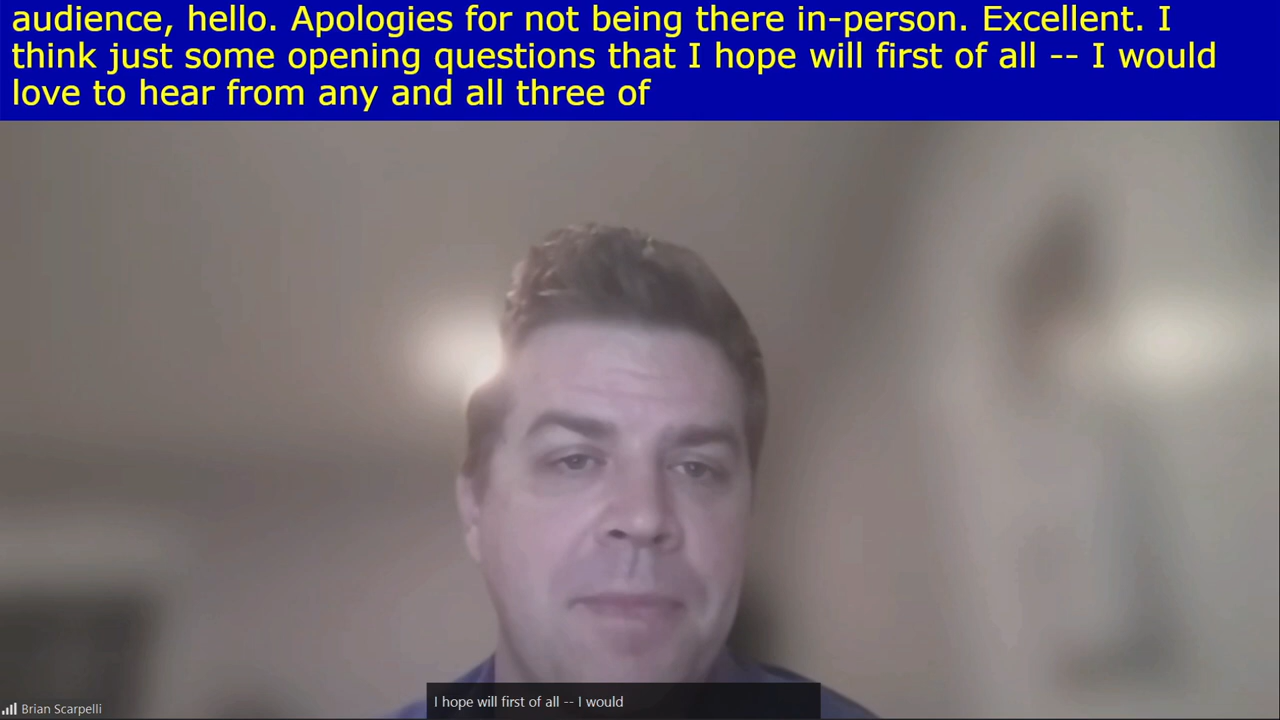 audience, hello. Apologies for not being there in-person. Excellent. I
think just some opening questions that I hope will first of all -- I would
love to hear from any and all three of
I hope will first of all -- I would
Brian Scarpelli